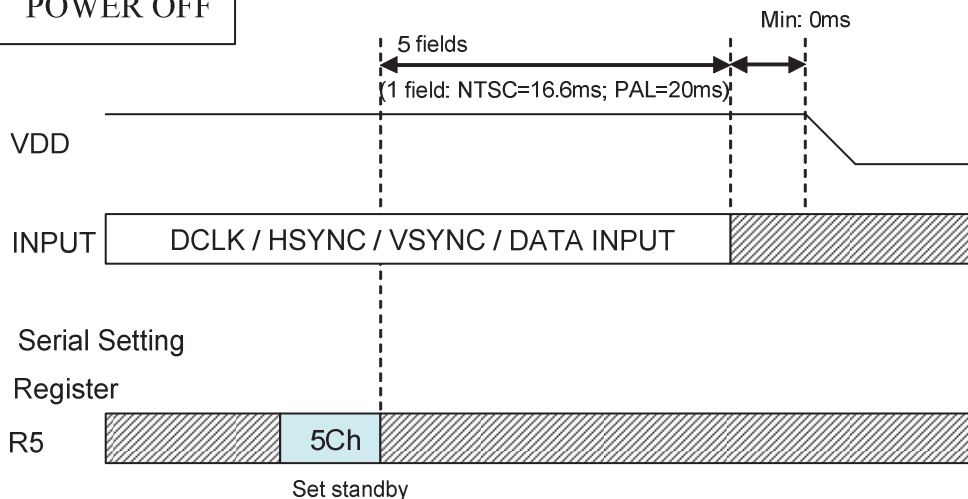 POWER OFF
Min: 0ms
5 fields
(1 field: NTSC=16.6ms; PAL=20ms)
VDD
INPUT
DCLK / HSYNC / VSYNC / DATA INPUT
Serial Setting
Register
R5
5Ch
Set standby